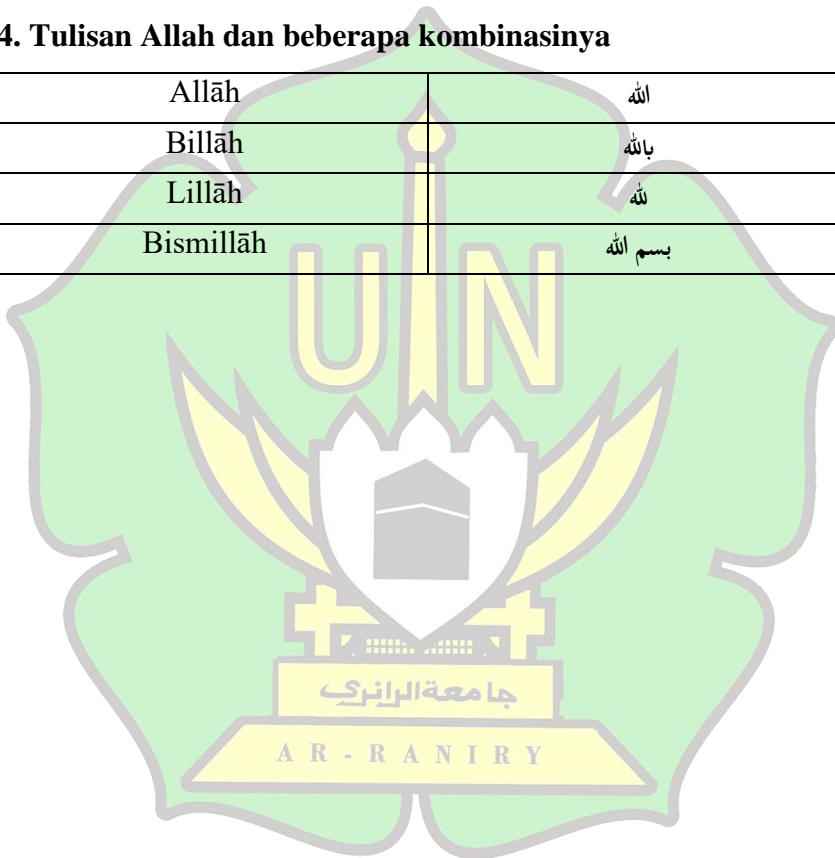 4. Tulisan Allah dan beberapa kombinasinya
Allāh الله
Billāh بالله
Lillāh لله
Bismillāh بسم الله
UIN
جامعة الرانري
AR-RANIRY